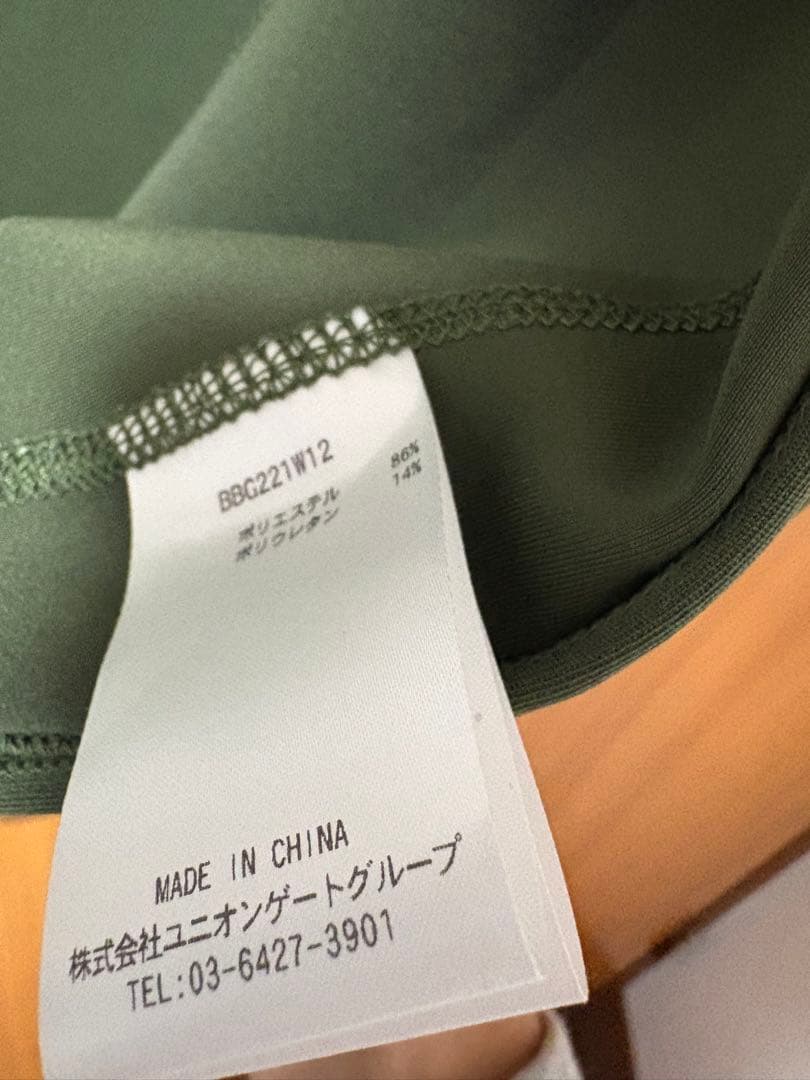 BBG221W12
ポリエステル 86%
ポリウレタン 14%
MADE IN CHINA
株式会社ユニオンゲートグループ
TEL:03-6427-3901